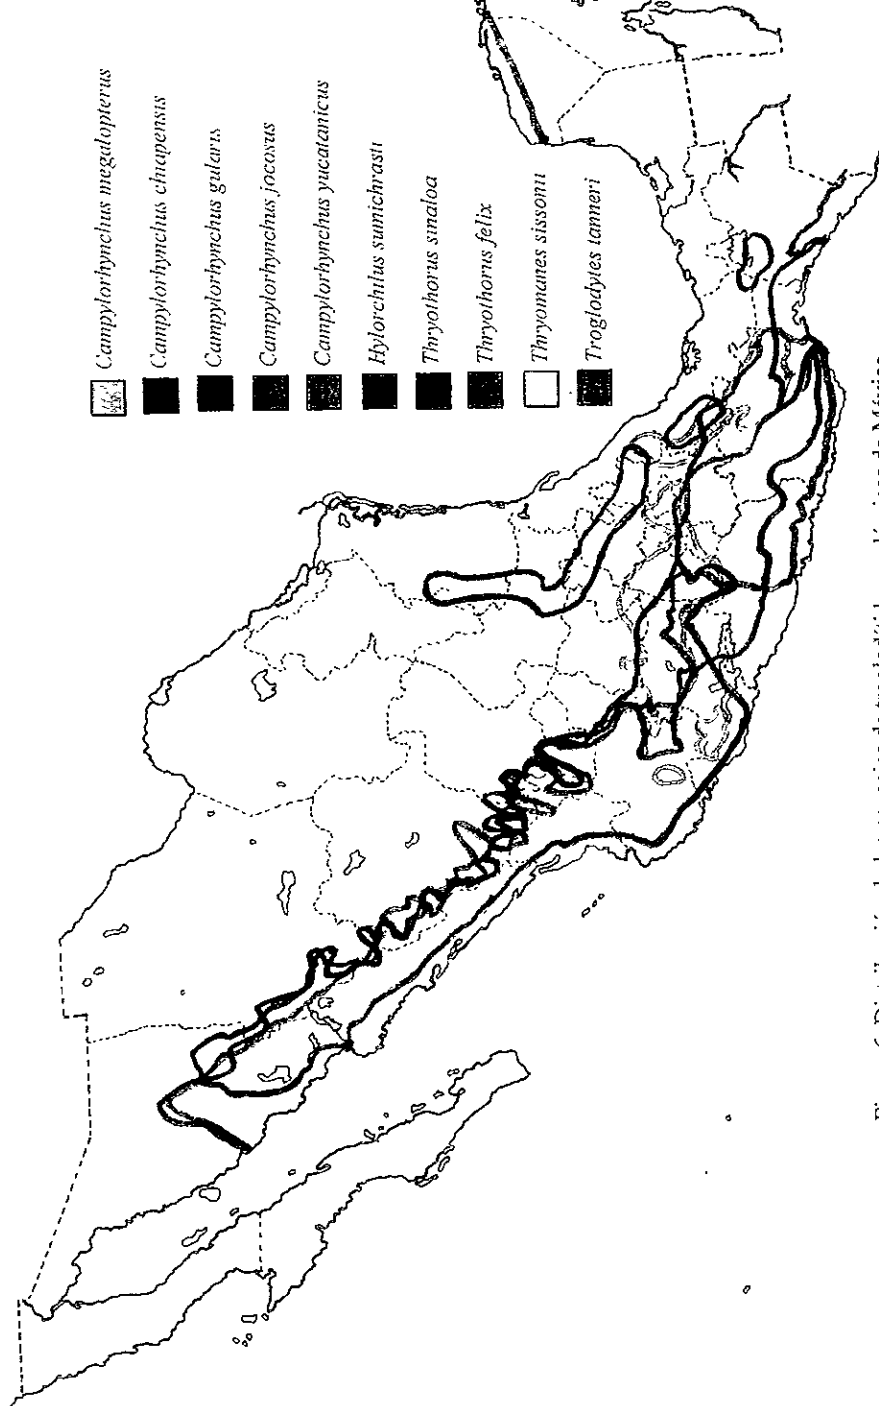 Campylorhynchus megalopterus
Campylorhynchus chiapensis
Campylorhynchus gularis
Campylorhynchus jocosus
Campylorhynchus yucatanicus
Hylorchilus sumichrasti
Thryothorus sinaloa
Thryothorus felix
Thryomanes sissonii
Troglodytes tanneri